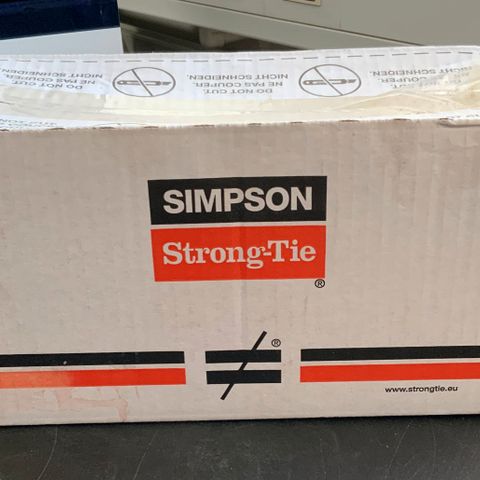 DO NOT CUT.
NE PAS COUPER.
NICHT SCHNEIDEN.
DO NOT CUT.
NE PAS COUPER.
NICHT SCHNEIDEN.
SIMPSON
Strong-Tie
®
®
www.strongtie.eu